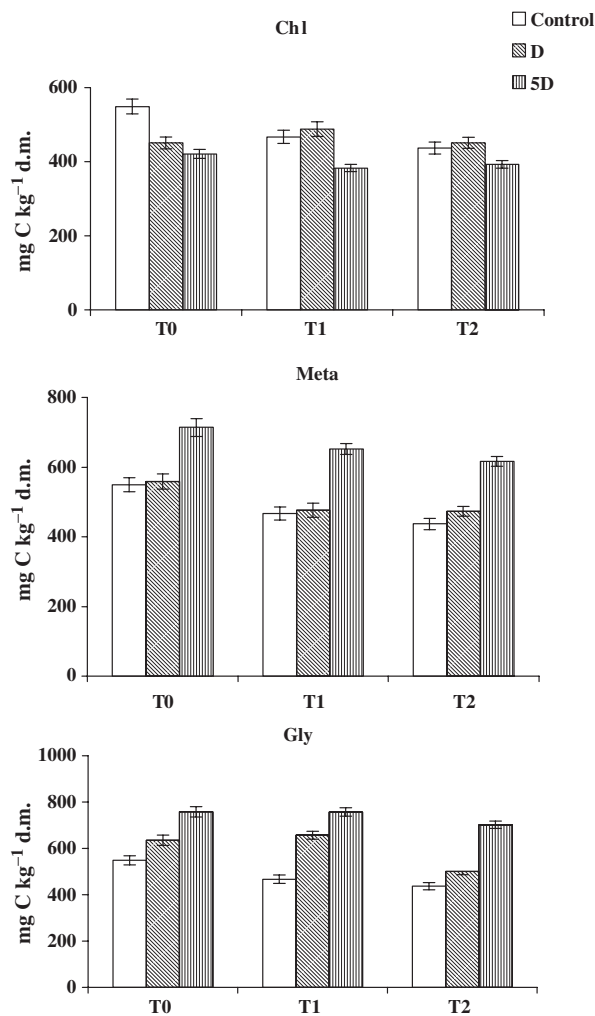 Chl
Control
D
5D
mg C kg⁻¹ d.m.
600
400
200
0
T0 T1 T2
Meta
mg C kg⁻¹ d.m.
800
600
400
200
0
T0 T1 T2
Gly
mg C kg⁻¹ d.m.
1000
800
600
400
200
0
T0 T1 T2